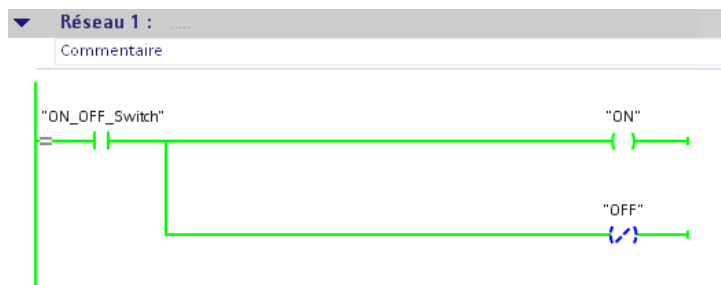 Réseau 1 : .....
Commentaire
"ON_OFF_Switch"
"ON"
"OFF"